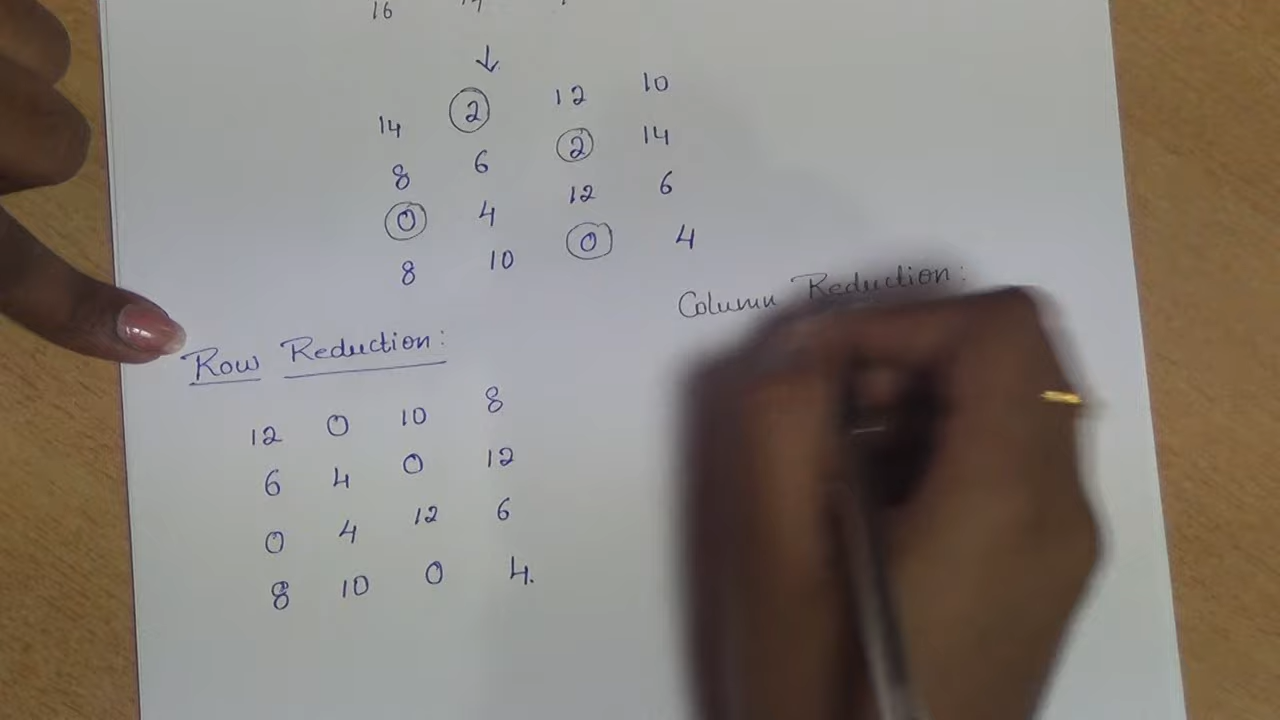 16
14 2 12 10
8 6 2 14
0 4 12 6
8 10 0 4
Column Reduction:
Row Reduction:
12 0 10 8
6 4 0 12
0 4 12 6
8 10 0 4.